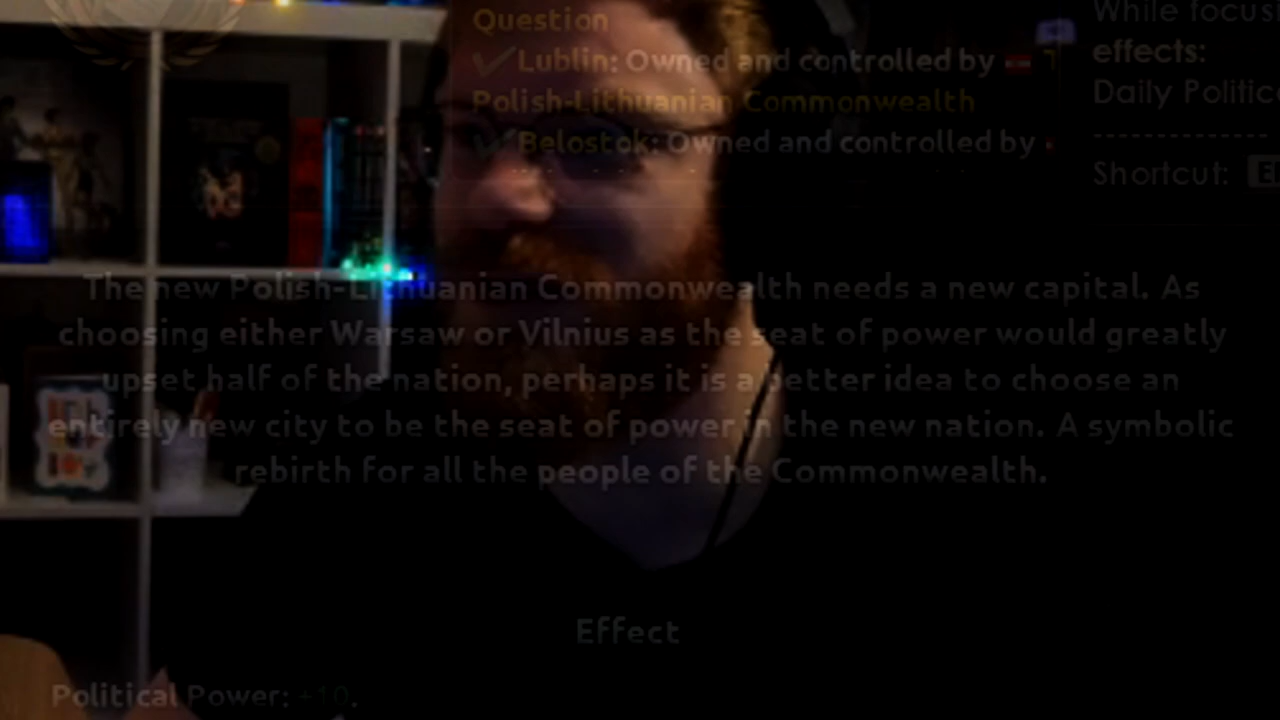 Question
Lublin: Owned and controlled by
Polish-Lithuanian Commonwealth
Belostok: Owned and controlled by
While focus
effects:
Daily Politic
Shortcut: E
The new Polish-Lithuanian Commonwealth needs a new capital. As
choosing either Warsaw or Vilnius as the seat of power would greatly
upset half of the nation, perhaps it is a better idea to choose an
entirely new city to be the seat of power in the new nation. A symbolic
rebirth for all the people of the Commonwealth.
Effect
Political Power: +10.